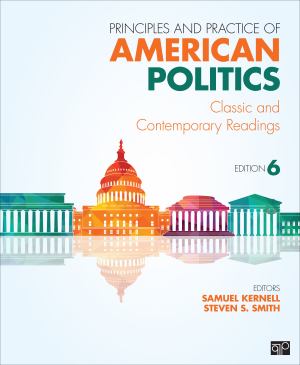 PRINCIPLES AND PRACTICE OF
AMERICAN
POLITICS
Classic and
Contemporary Readings
EDITION 6
EDITORS
SAMUEL KERNELL
STEVEN S. SMITH